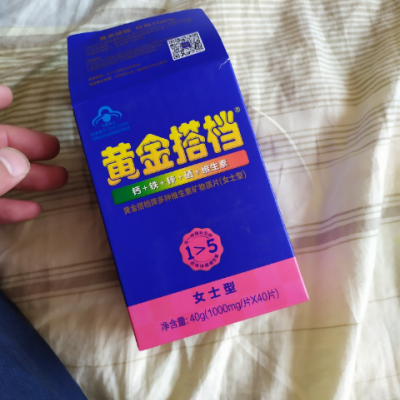 黄金搭档®
钙+铁+锌+硒+维生素
黄金搭档牌多种维生素矿物质片(女士型)
1>5
女士型
净含量: 40g(1000mg/片X40片)